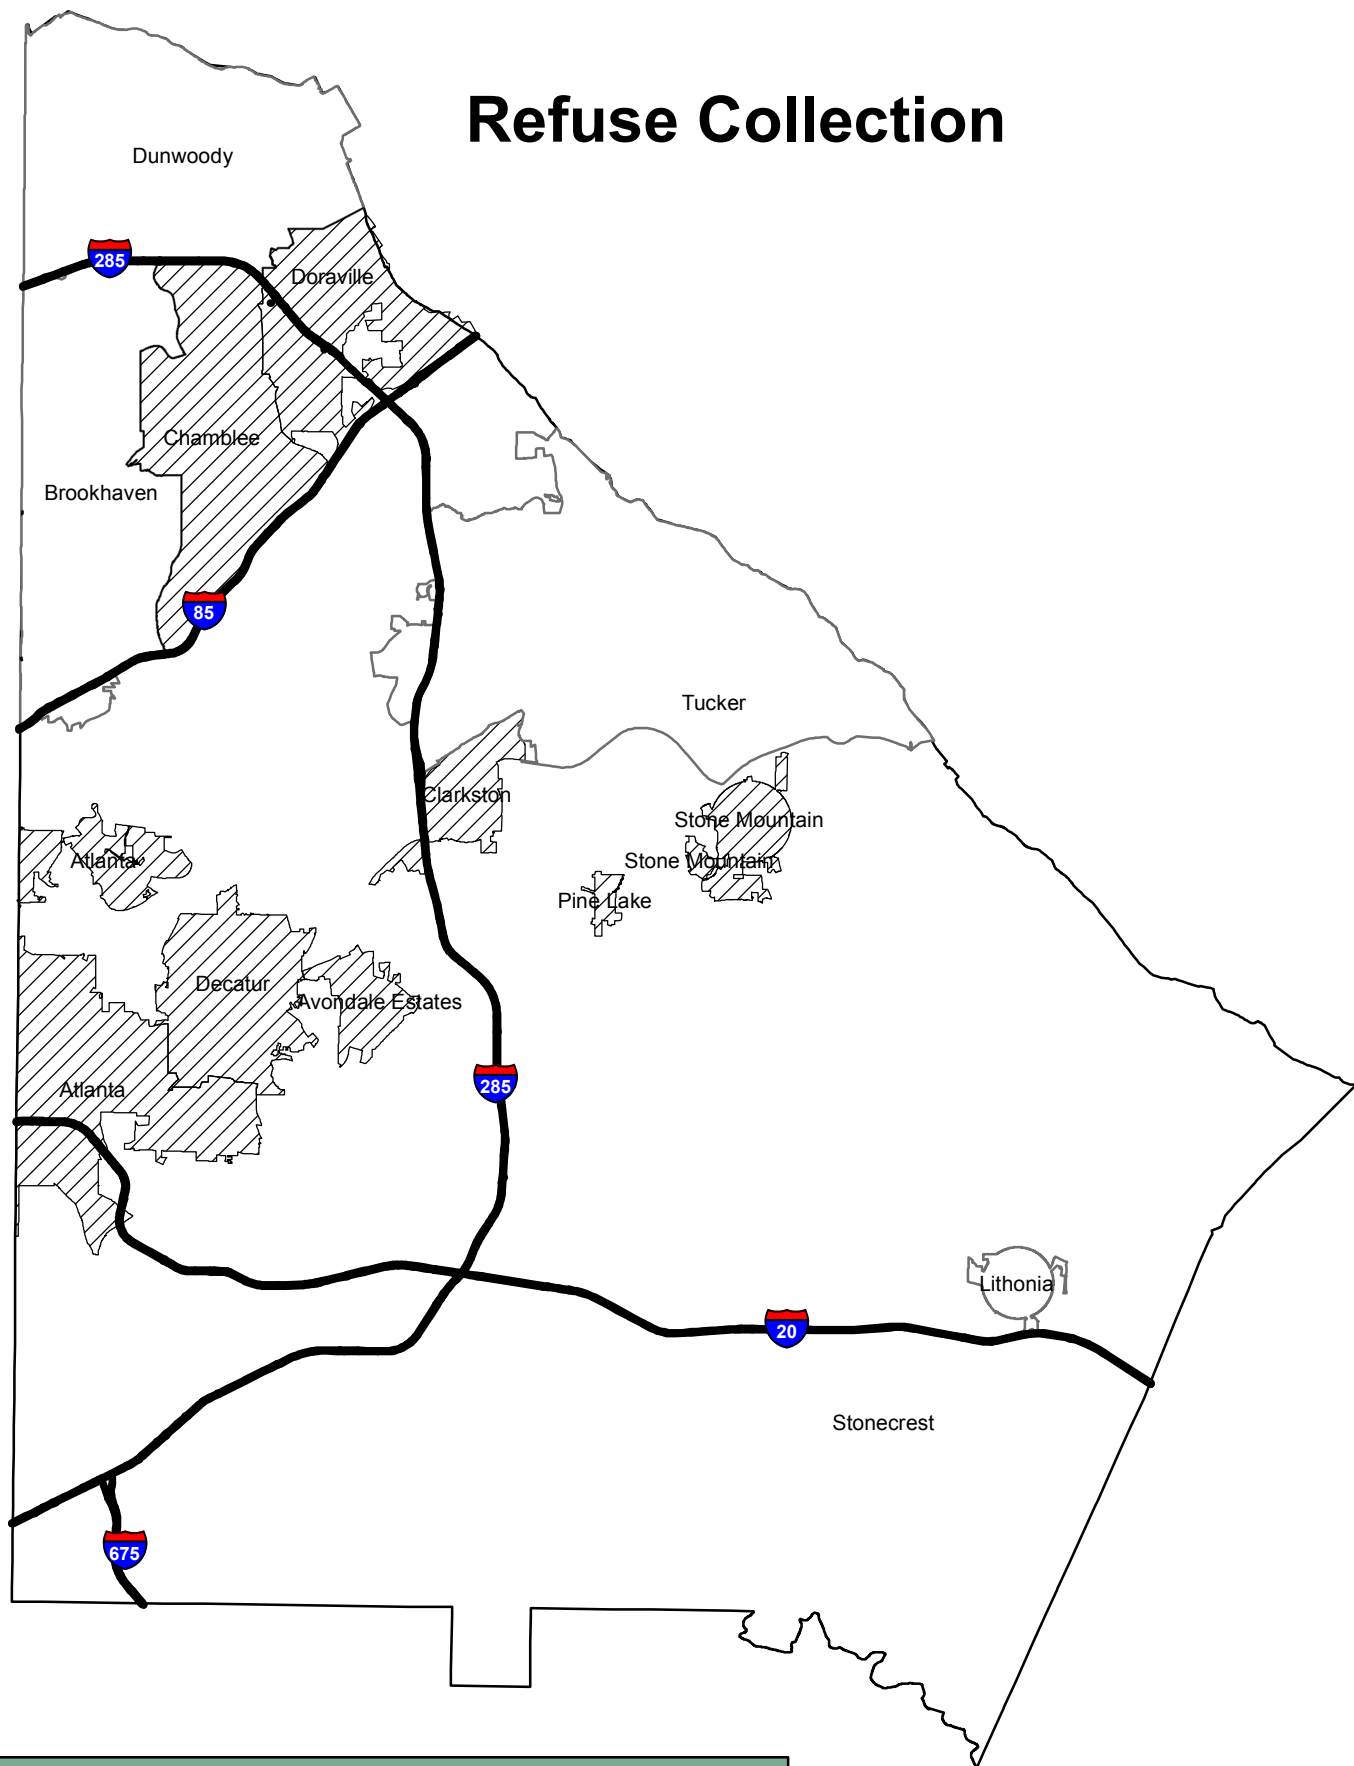 Refuse Collection
Dunwoody
285
Doraville
Chamblee
Brookhaven
85
Tucker
Clarkston
Stone Mountain
Atlanta
Stone Mountain
Pine Lake
Decatur
Avondale Estates
285
Atlanta
Lithonia
20
Stonecrest
675